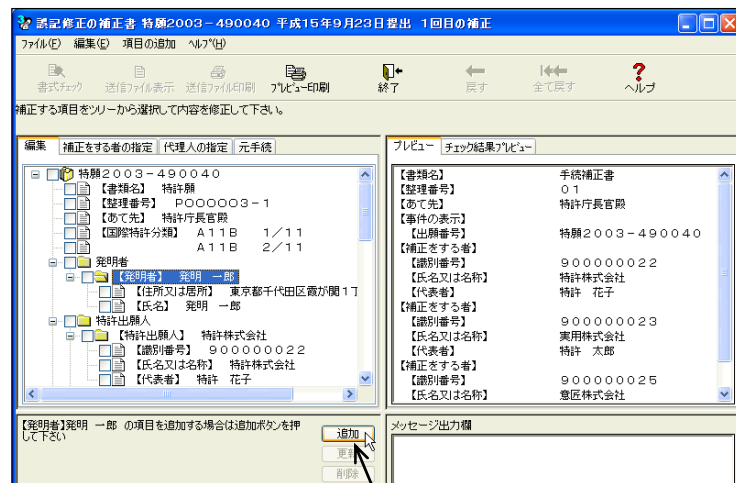 誤記修正の補正書 特願2003－490040 平成15年9月23日提出 1回目の補正
ﾌｧｲﾙ(F) 編集(E) 項目の追加 ﾍﾙﾌﾟ(H)
書式ﾁｪｯｸ 送信ﾌｧｲﾙ表示 送信ﾌｧｲﾙ印刷 ﾌﾟﾚﾋﾞｭｰ印刷 終了 戻す 全て戻す ヘルプ
補正する項目をツリーから選択して内容を修正して下さい。
編集 補正をする者の指定 代理人の指定 元手続
特願２００３－４９００４０
【書類名】 特許願
【整理番号】 Ｐ００００００３－１
【あて先】 特許庁長官殿
【国際特許分類】 Ａ１１Ｂ １／１１
Ａ１１Ｂ ２／１１
発明者
【発明者】 発明 一郎
【住所又は居所】 東京都千代田区霞が関１丁
【氏名】 発明 一郎
特許出願人
【特許出願人】 特許株式会社
【識別番号】 ９０００００００２２
【氏名又は名称】 特許株式会社
【代表者】 特許 花子
プレビュー ﾁｪｯｸ結果ﾌﾟﾚﾋﾞｭｰ
【書類名】 手続補正書
【整理番号】 ０１
【あて先】 特許庁長官殿
【事件の表示】
【出願番号】 特願２００３－４９００４０
【補正をする者】
【識別番号】 ９０００００００２２
【氏名又は名称】 特許株式会社
【代表者】 特許 花子
【補正をする者】
【識別番号】 ９０００００００２３
【氏名又は名称】 実用株式会社
【代表者】 特許 太郎
【補正をする者】
【識別番号】 ９０００００００２５
【氏名又は名称】 意匠株式会社
【発明者】発明 一郎 の項目を追加する場合は追加ボタンを押
して下さい
追加
更新
削除
メッセージ出力欄